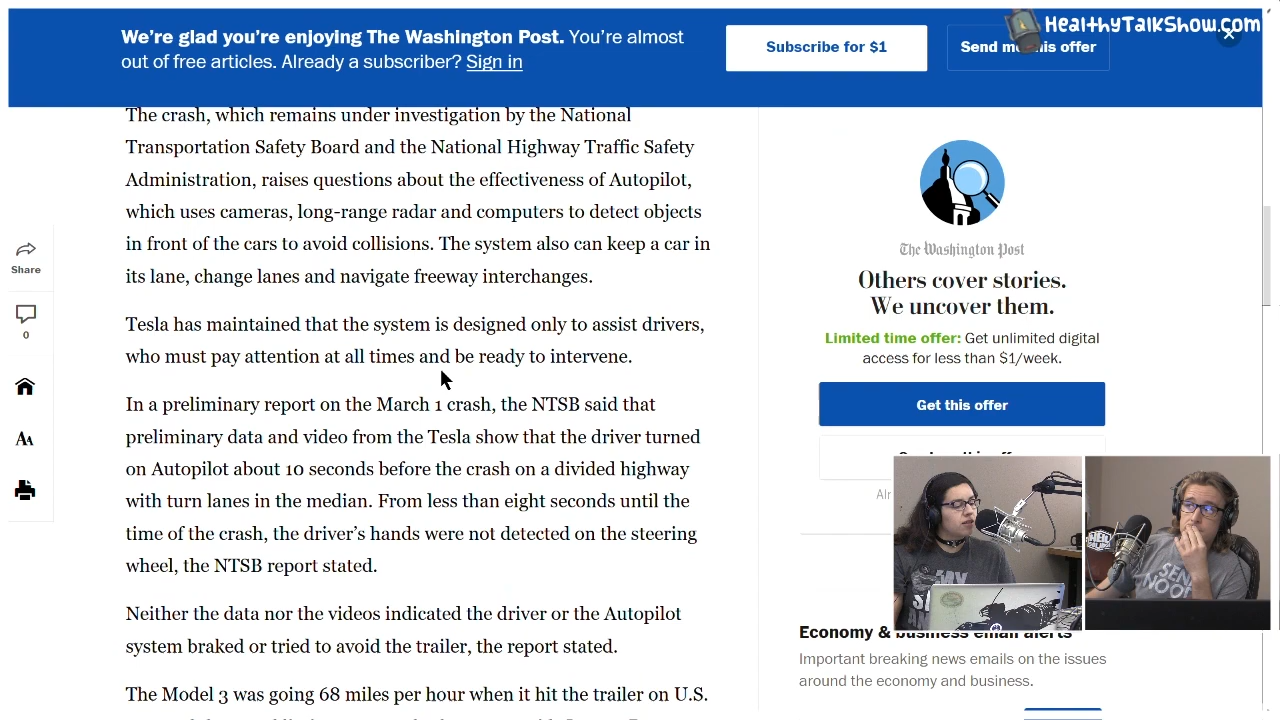 HealthyTalkShow.com
We're glad you're enjoying The Washington Post. You're almost
out of free articles. Already a subscriber? Sign in
Subscribe for $1
Send this offer
The crash, which remains under investigation by the National
Transportation Safety Board and the National Highway Traffic Safety
Administration, raises questions about the effectiveness of Autopilot,
which uses cameras, long-range radar and computers to detect objects
in front of the cars to avoid collisions. The system also can keep a car in
its lane, change lanes and navigate freeway interchanges.
Tesla has maintained that the system is designed only to assist drivers,
who must pay attention at all times and be ready to intervene.
In a preliminary report on the March 1 crash, the NTSB said that
preliminary data and video from the Tesla show that the driver turned
on Autopilot about 10 seconds before the crash on a divided highway
with turn lanes in the median. From less than eight seconds until the
time of the crash, the driver's hands were not detected on the steering
wheel, the NTSB report stated.
Neither the data nor the videos indicated the driver or the Autopilot
system braked or tried to avoid the trailer, the report stated.
The Model 3 was going 68 miles per hour when it hit the trailer on U.S.
Share
0
AA
The Washington Post
Others cover stories.
We uncover them.
Limited time offer: Get unlimited digital
access for less than $1/week.
Get this offer
Economy & business email alerts
Important breaking news emails on the issues
around the economy and business.